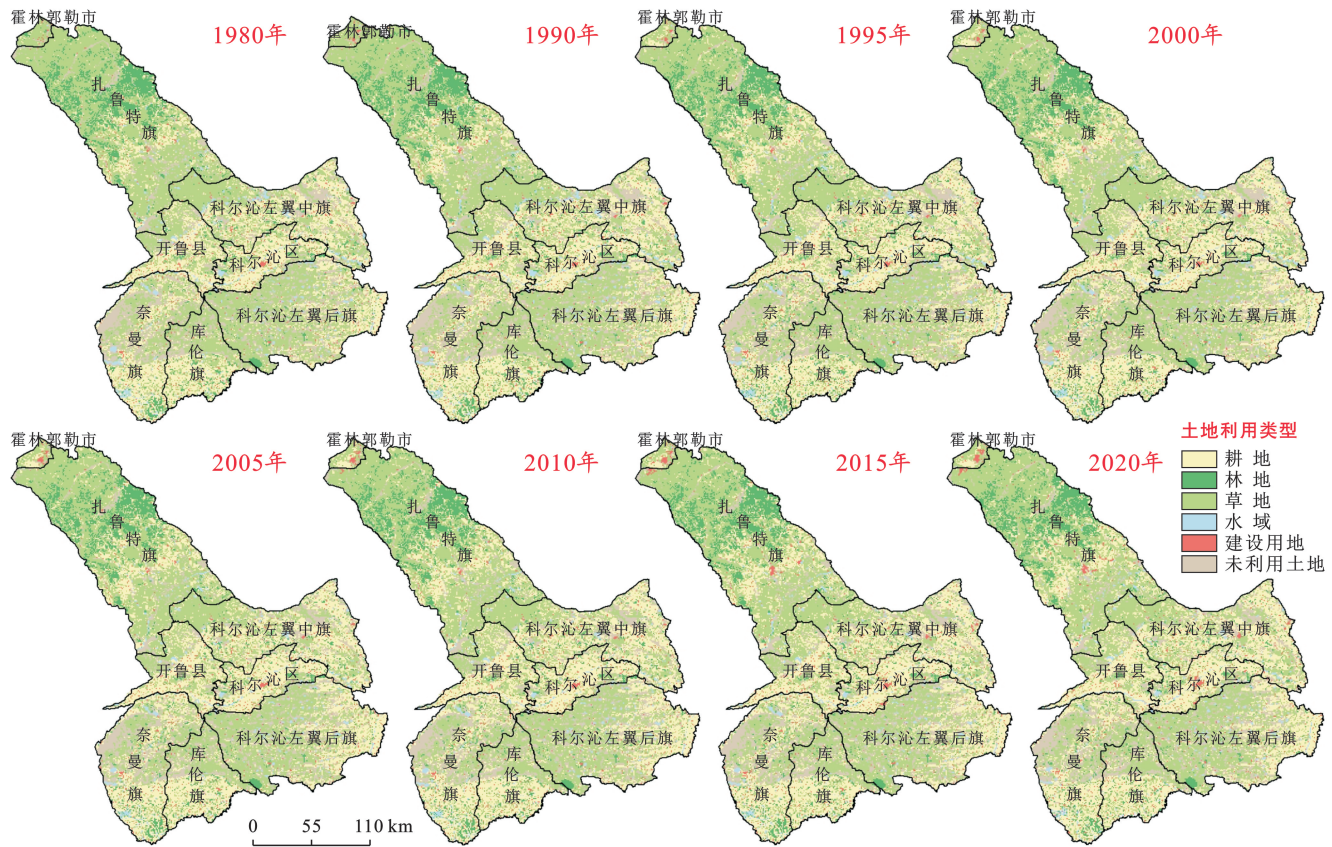 霍林郭勒市
1980年
扎鲁特旗
科尔沁左翼中旗
开鲁县
科尔沁区
科尔沁左翼后旗
奈曼旗
库伦旗
霍林郭勒市
1990年
扎鲁特旗
科尔沁左翼中旗
开鲁县
科尔沁区
科尔沁左翼后旗
奈曼旗
库伦旗
霍林郭勒市
1995年
扎鲁特旗
科尔沁左翼中旗
开鲁县
科尔沁区
科尔沁左翼后旗
奈曼旗
库伦旗
霍林郭勒市
2000年
扎鲁特旗
科尔沁左翼中旗
开鲁县
科尔沁区
科尔沁左翼后旗
奈曼旗
库伦旗
霍林郭勒市
2005年
扎鲁特旗
科尔沁左翼中旗
开鲁县
科尔沁区
科尔沁左翼后旗
奈曼旗
库伦旗
霍林郭勒市
2010年
扎鲁特旗
科尔沁左翼中旗
开鲁县
科尔沁区
科尔沁左翼后旗
奈曼旗
库伦旗
霍林郭勒市
2015年
扎鲁特旗
科尔沁左翼中旗
开鲁县
科尔沁区
科尔沁左翼后旗
奈曼旗
库伦旗
霍林郭勒市
2020年
扎鲁特旗
科尔沁左翼中旗
开鲁县
科尔沁区
科尔沁左翼后旗
奈曼旗
库伦旗
土地利用类型
耕地
林地
草地
水域
建设用地
未利用土地
0 55 110 km